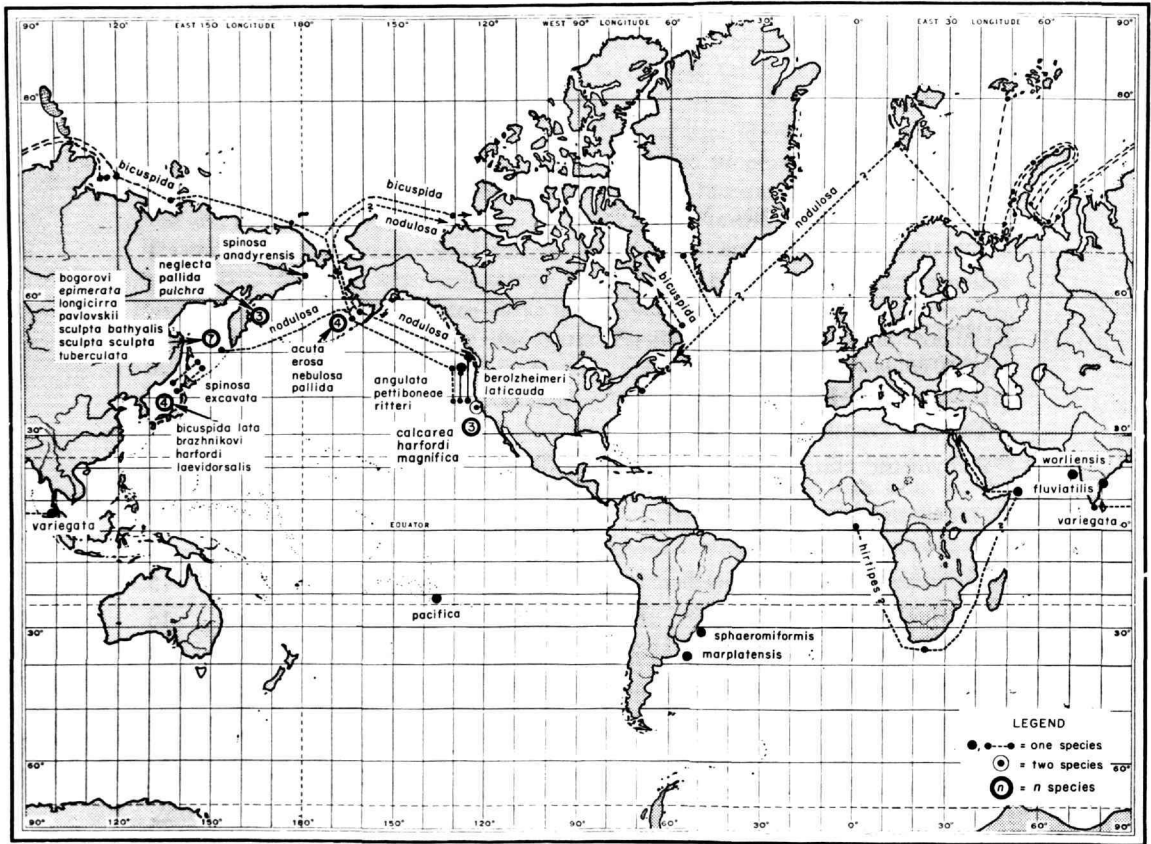 90° 120° EAST 150 LONGITUDE 180° 150° 120° WEST 90° LONGITUDE 30° 0° EAST 30 LONGITUDE 60° 90°
80° 80°
bicuspida
bicuspida
nodulosa
?
nodulosa
?
?
bicuspida
spinosa
anadyrensis
neglecta
pallida
pulchra
3
60° 60°
bogorovi
epimerata
longicirra
pavlovskii
sculpta bathyalis
sculpta sculpta
tuberculata
7
nodulosa
4
nodulosa
acuta
erosa
nebulosa
pallida
angulata
pettiboneae
ritteri
berolzheimeri
laticauda
spinosa
excavata
4
3
calcarea
harfordi
magnifica
30° 30°
bicuspida lata
brazhnikovi
harfordi
laevidorsalis
worliensis
fluviatilis
variegata
variegata
EQUATOR
0°
?
hirtipes ?
pacifica
30° 30°
sphaeromiformis
marplatensis
LEGEND
= one species
= two species
n = n species
60° 60°
90° 120° 150° 180° 150° 120° 90° 60° 30° 0° 30° 60° 90°